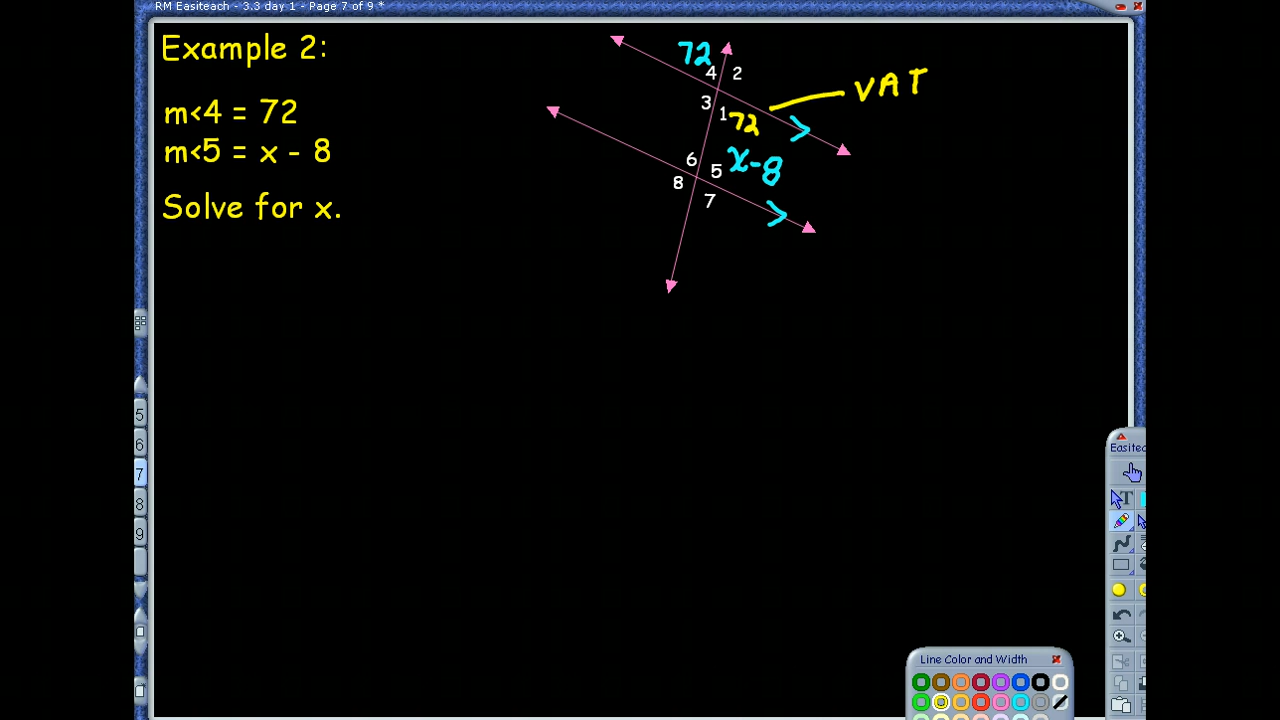 RM Easiteach - 3.3 day 1 - Page 7 of 9 *
Example 2:
m<4 = 72
m<5 = x - 8
Solve for x.
72
4 2
3
1 72
VAT
6
5 x-8
8
7
5
6
7
8
9
Easiteac
T
Line Color and Width